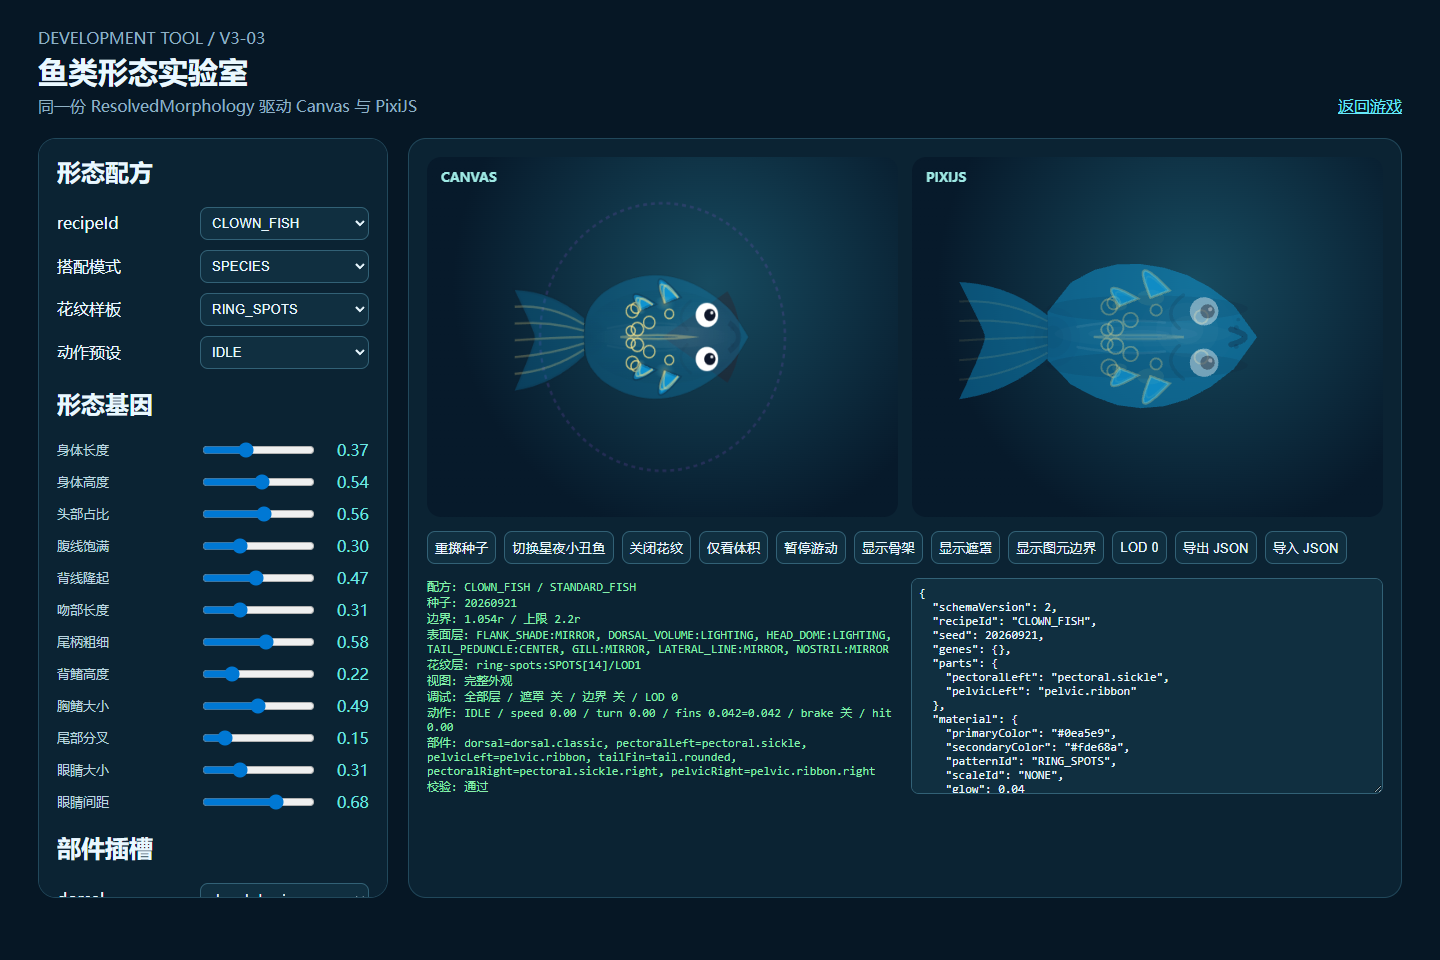 DEVELOPMENT TOOL / V3-03
鱼类形态实验室
同一份 ResolvedMorphology 驱动 Canvas 与 PixiJS
返回游戏
形态配方
recipeId
CLOWN_FISH
搭配模式
SPECIES
花纹样板
RING_SPOTS
动作预设
IDLE
形态基因
身体长度 0.37
身体高度 0.54
头部占比 0.56
腹线饱满 0.30
背线隆起 0.47
吻部长度 0.31
尾柄粗细 0.58
背鳍高度 0.22
胸鳍大小 0.49
尾部分叉 0.15
眼睛大小 0.31
眼睛间距 0.68
部件插槽
CANVAS
PIXIJS
重掷种子
切换星夜小丑鱼
关闭花纹
仅看体积
暂停游动
显示骨架
显示遮罩
显示图元边界
LOD 0
导出 JSON
导入 JSON
配方: CLOWN_FISH / STANDARD_FISH
种子: 20260921
边界: 1.054r / 上限 2.2r
表面层: FLANK_SHADE:MIRROR, DORSAL_VOLUME:LIGHTING, HEAD_DOME:LIGHTING,
TAIL_PEDUNCLE:CENTER, GILL:MIRROR, LATERAL_LINE:MIRROR, NOSTRIL:MIRROR
花纹层: ring-spots:SPOTS[14]/LOD1
视图: 完整外观
调试: 全部层 / 遮罩 关 / 边界 关 / LOD 0
动作: IDLE / speed 0.00 / turn 0.00 / fins 0.042=0.042 / brake 关 / hit
0.00
部件: dorsal=dorsal.classic, pectoralLeft=pectoral.sickle,
pelvicLeft=pelvic.ribbon, tailFin=tail.rounded,
pectoralRight=pectoral.sickle.right, pelvicRight=pelvic.ribbon.right
校验: 通过
{
"schemaVersion": 2,
"recipeId": "CLOWN_FISH",
"seed": 20260921,
"genes": {},
"parts": {
"pectoralLeft": "pectoral.sickle",
"pelvicLeft": "pelvic.ribbon"
},
"material": {
"primaryColor": "#0ea5e9",
"secondaryColor": "#fde68a",
"patternId": "RING_SPOTS",
"scaleId": "NONE",
"glow": 0.04